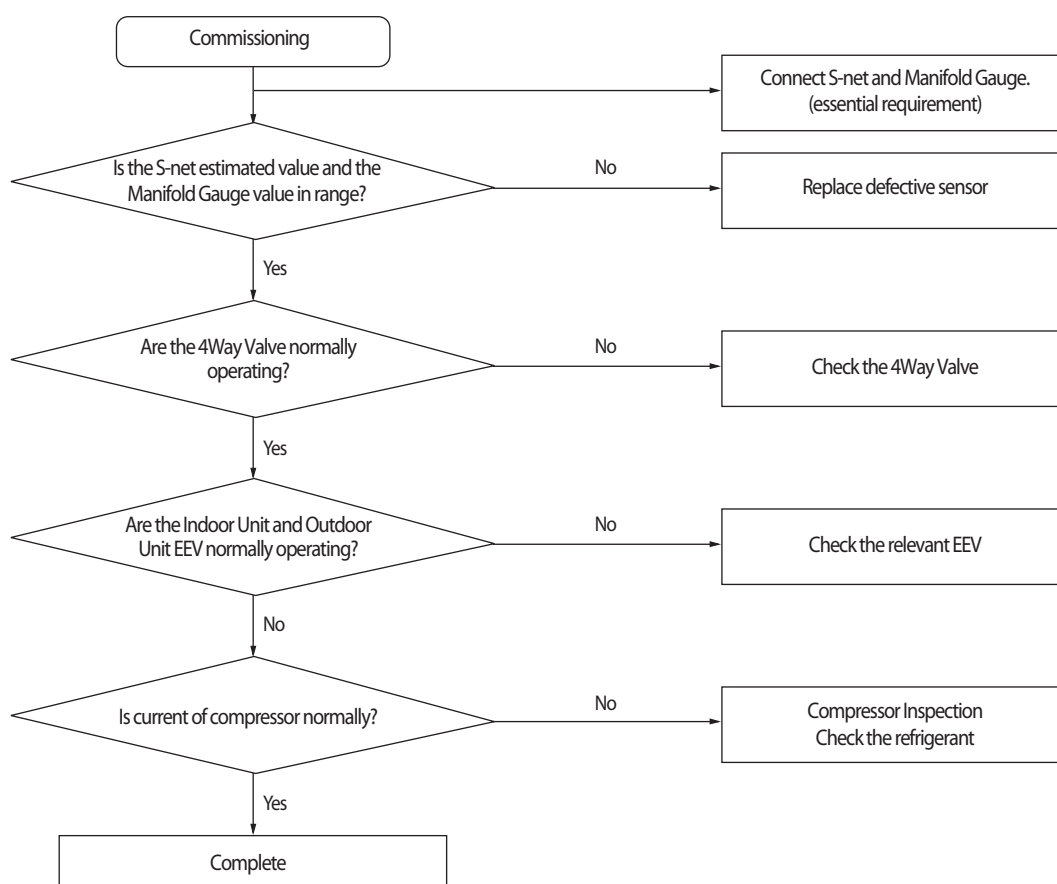 Commissioning
Connect S-net and Manifold Gauge.
(essential requirement)
Is the S-net estimated value and the
Manifold Gauge value in range?
No
Replace defective sensor
Yes
Are the 4Way Valve normally
operating?
No
Check the 4Way Valve
Yes
Are the Indoor Unit and Outdoor
Unit EEV normally operating?
No
Check the relevant EEV
No
Is current of compressor normally?
No
Compressor Inspection
Check the refrigerant
Yes
Complete